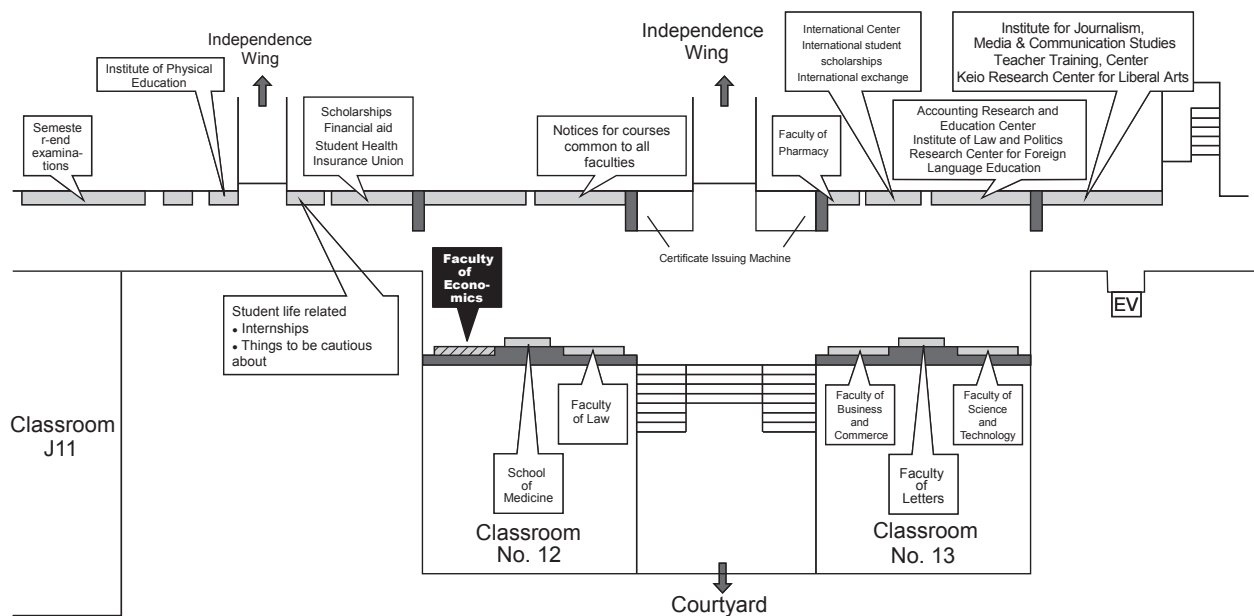 Independence
Wing
Institute of Physical
Education
Semeste
r-end
examina-
tions
Scholarships
Financial aid
Student Health
Insurance Union
Notices for courses
common to all
faculties
Independence
Wing
International Center
International student
scholarships
International exchange
Institute for Journalism,
Media & Communication Studies
Teacher Training, Center
Keio Research Center for Liberal Arts
Faculty of
Pharmacy
Accounting Research and
Education Center
Institute of Law and Politics
Research Center for Foreign
Language Education
Certificate Issuing Machine
Faculty
of
Econo-
mics
Student life related
• Internships
• Things to be cautious
about
EV
Classroom
J11
Faculty
of Law
School
of
Medicine
Classroom
No. 12
Faculty of
Business
and
Commerce
Faculty of
Science
and
Technology
Faculty
of
Letters
Classroom
No. 13
Courtyard